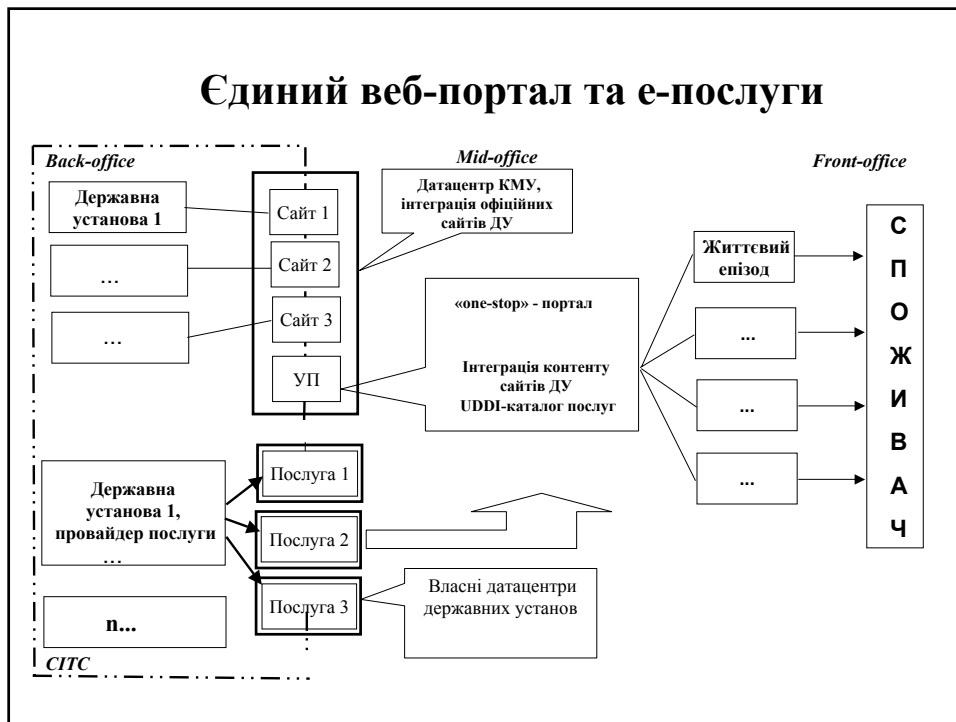 Єдиний веб-портал та е-послуги
Back-office
Mid-office
Front-office
Державна
установа 1
…
…
Сайт 1
Сайт 2
Сайт 3
УП
Датацентр КМУ,
інтеграція офіційних
сайтів ДУ
«one-stop» - портал
Інтеграція контенту
сайтів ДУ
UDDI-каталог послуг
Життєвий
епізод
...
...
...
С
П
О
Ж
И
В
А
Ч
Державна
установа 1,
провайдер послуги
…
Послуга 1
Послуга 2
Послуга 3
Власні датацентри
державних установ
n...
СІТС